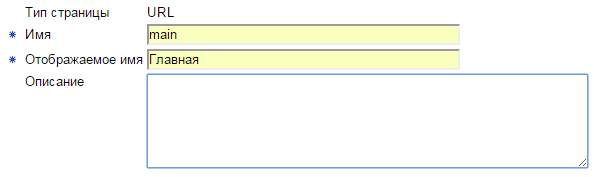 Тип страницы URL
* Имя main
* Отображаемое имя Главная
Описание